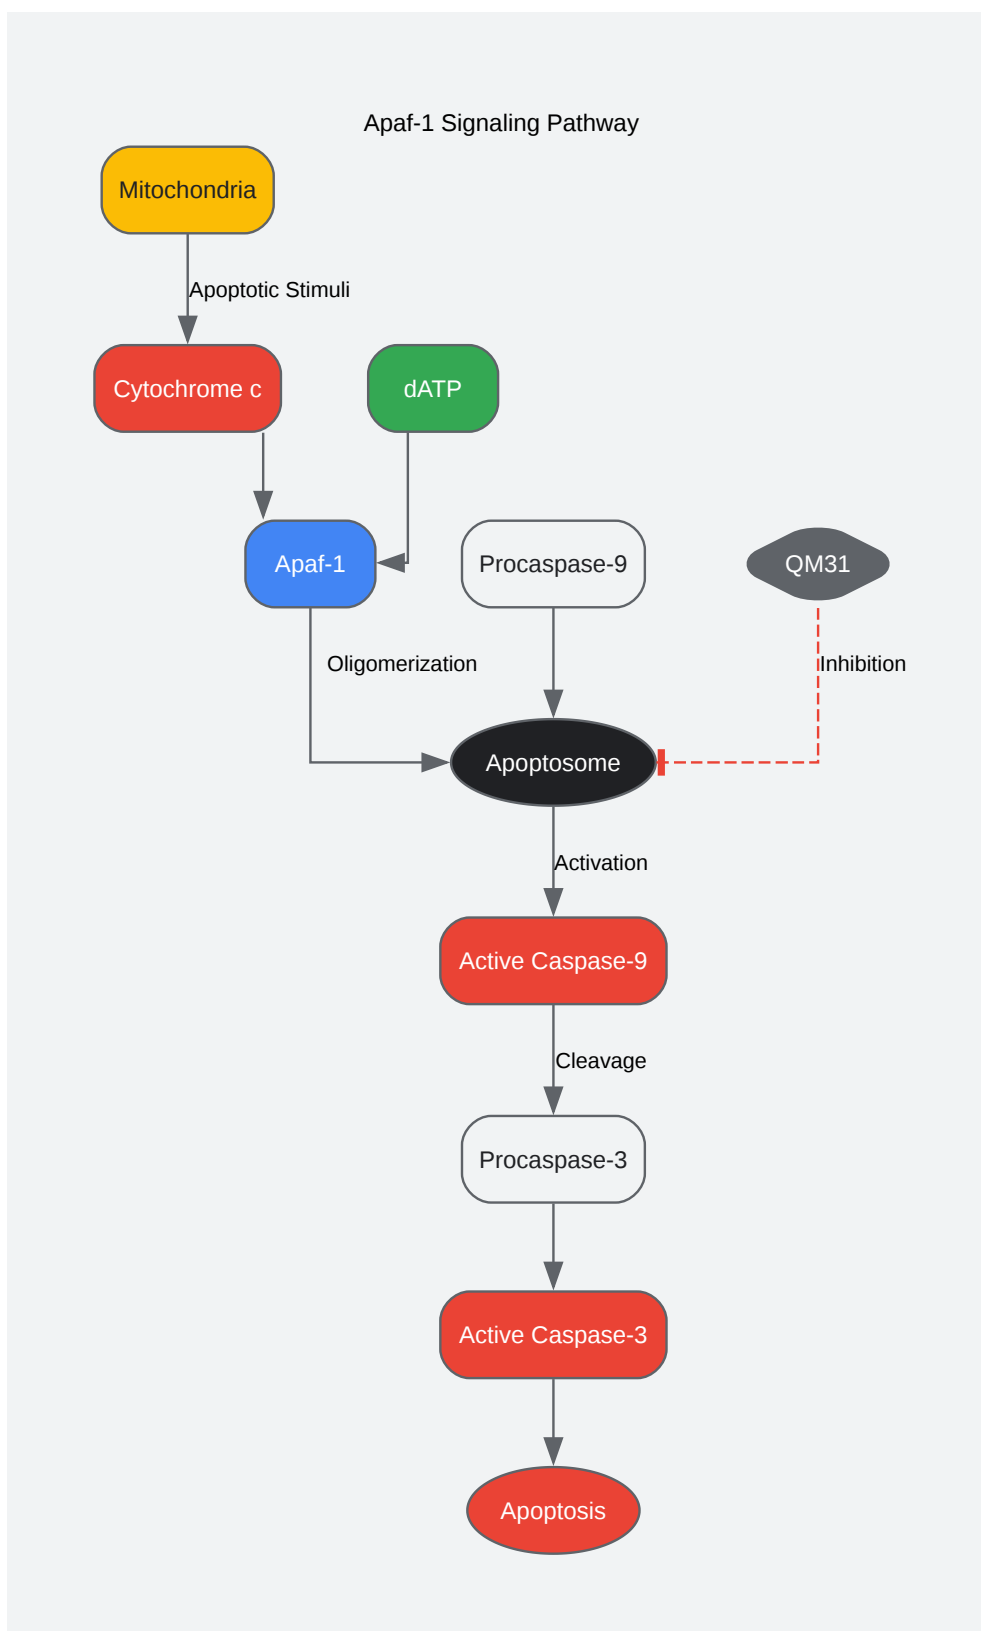 Apaf-1 Signaling Pathway
Mitochondria
Apoptotic Stimuli
Cytochrome c
dATP
Apaf-1
Procaspase-9
QM31
Oligomerization
Inhibition
Apoptosome
Activation
Active Caspase-9
Cleavage
Procaspase-3
Active Caspase-3
Apoptosis